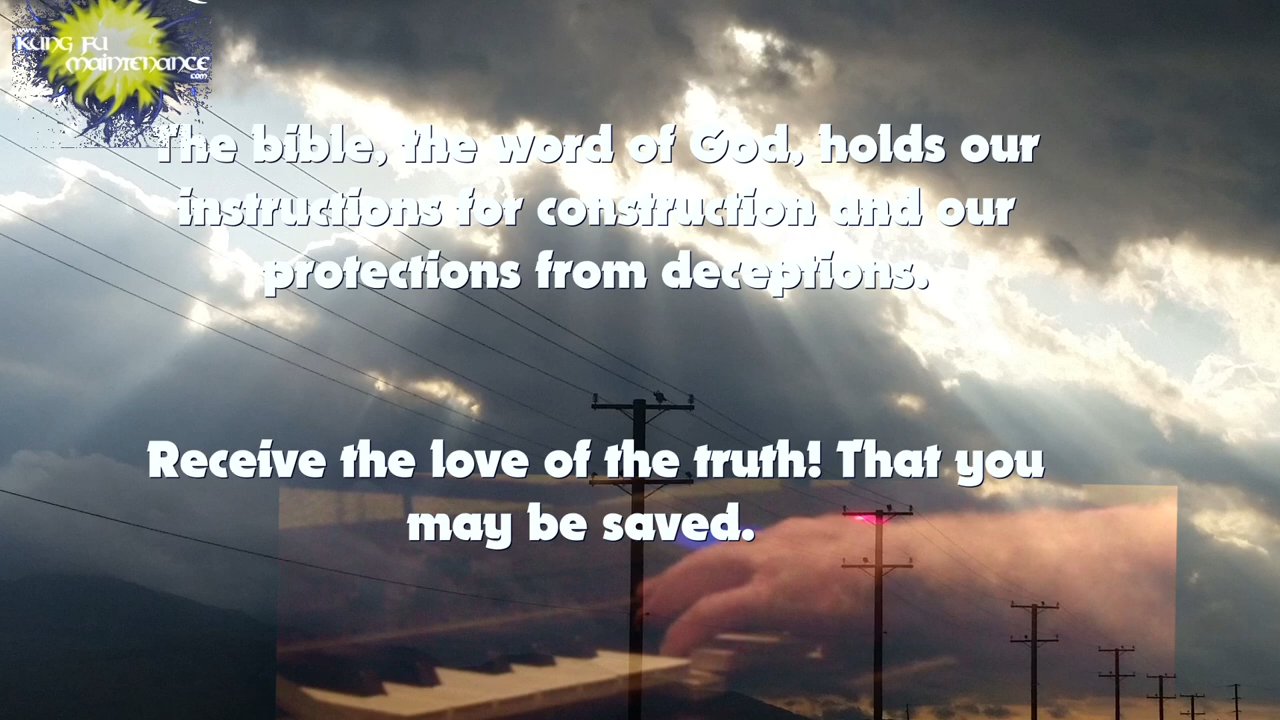 www.
KUNG FU
MAINTENANCE
.com
The bible, the word of God, holds our
instructions for construction and our
protections from deceptions.
Receive the love of the truth! That you
may be saved.